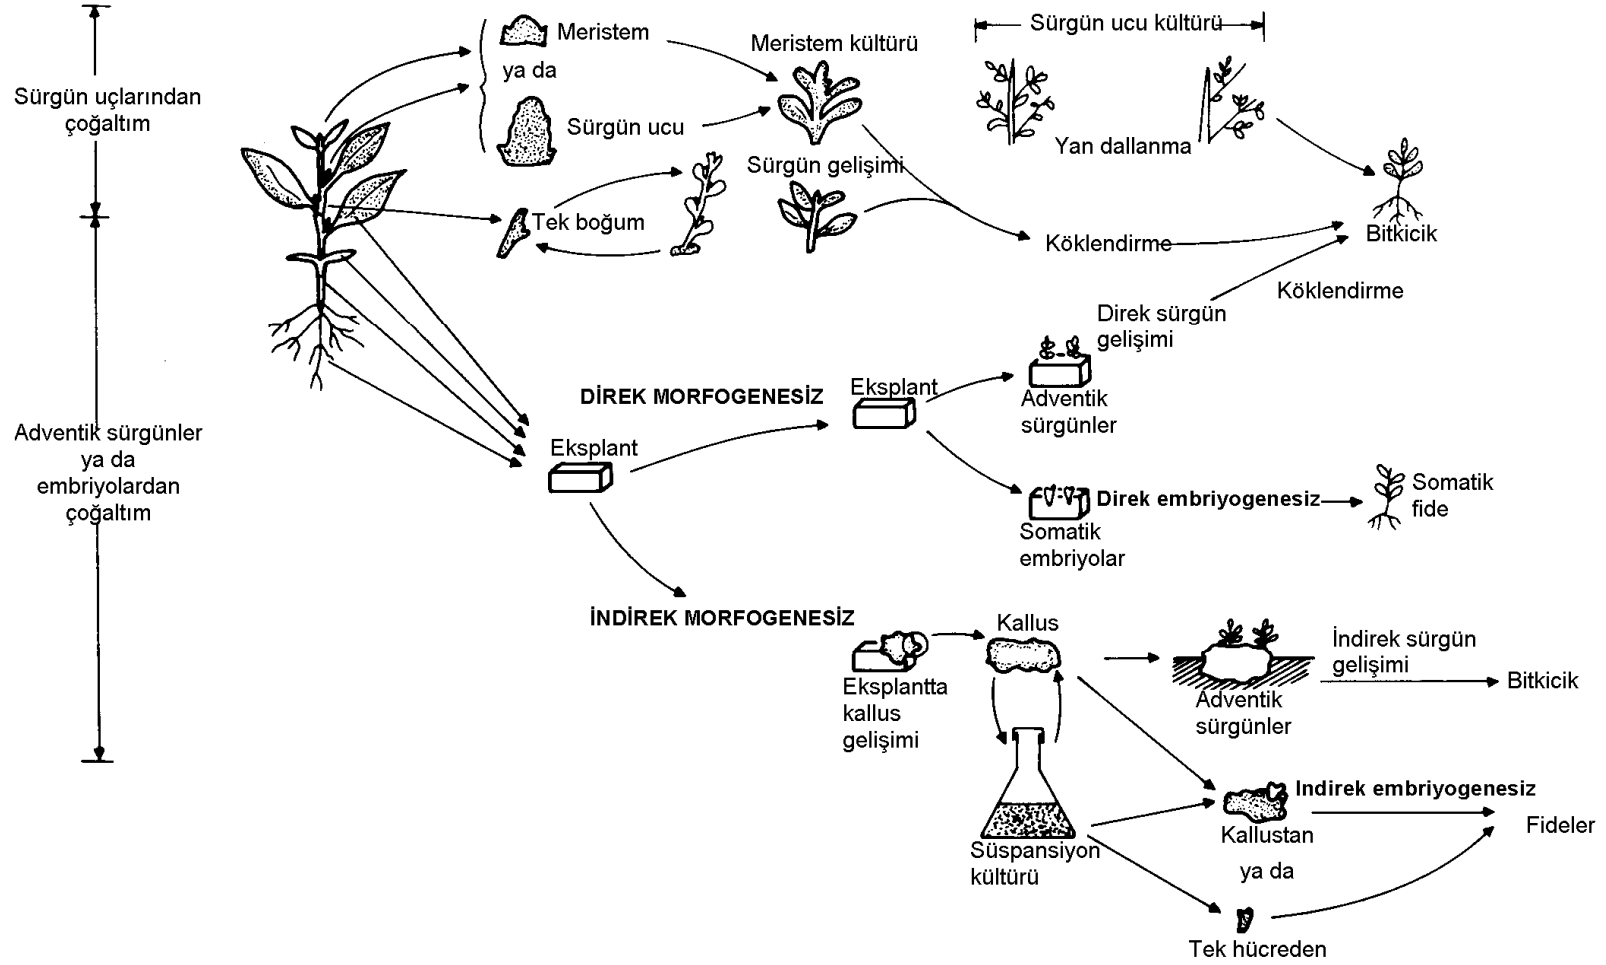 Sürgün uçlarından
çoğaltım
Meristem
ya da
Sürgün ucu
Tek boğum
Meristem kültürü
Sürgün gelişimi
Sürgün ucu kültürü
Yan dallanma
Köklendirme
Bitkicik
Köklendirme
Direk sürgün
gelişimi
Adventik sürgünler
ya da
embriyolardan
çoğaltım
Eksplant
DİREK MORFOGENESİZ
Eksplant
Adventik
sürgünler
Somatik
embriyolar
Direk embriyogenesiz
Somatik
fide
İNDİREK MORFOGENESİZ
Eksplantta
kallus
gelişimi
Kallus
Süspansiyon
kültürü
Adventik
sürgünler
İndirek sürgün
gelişimi
Bitkicik
Indirek embriyogenesiz
Kallustan
ya da
Tek hücreden
Fideler